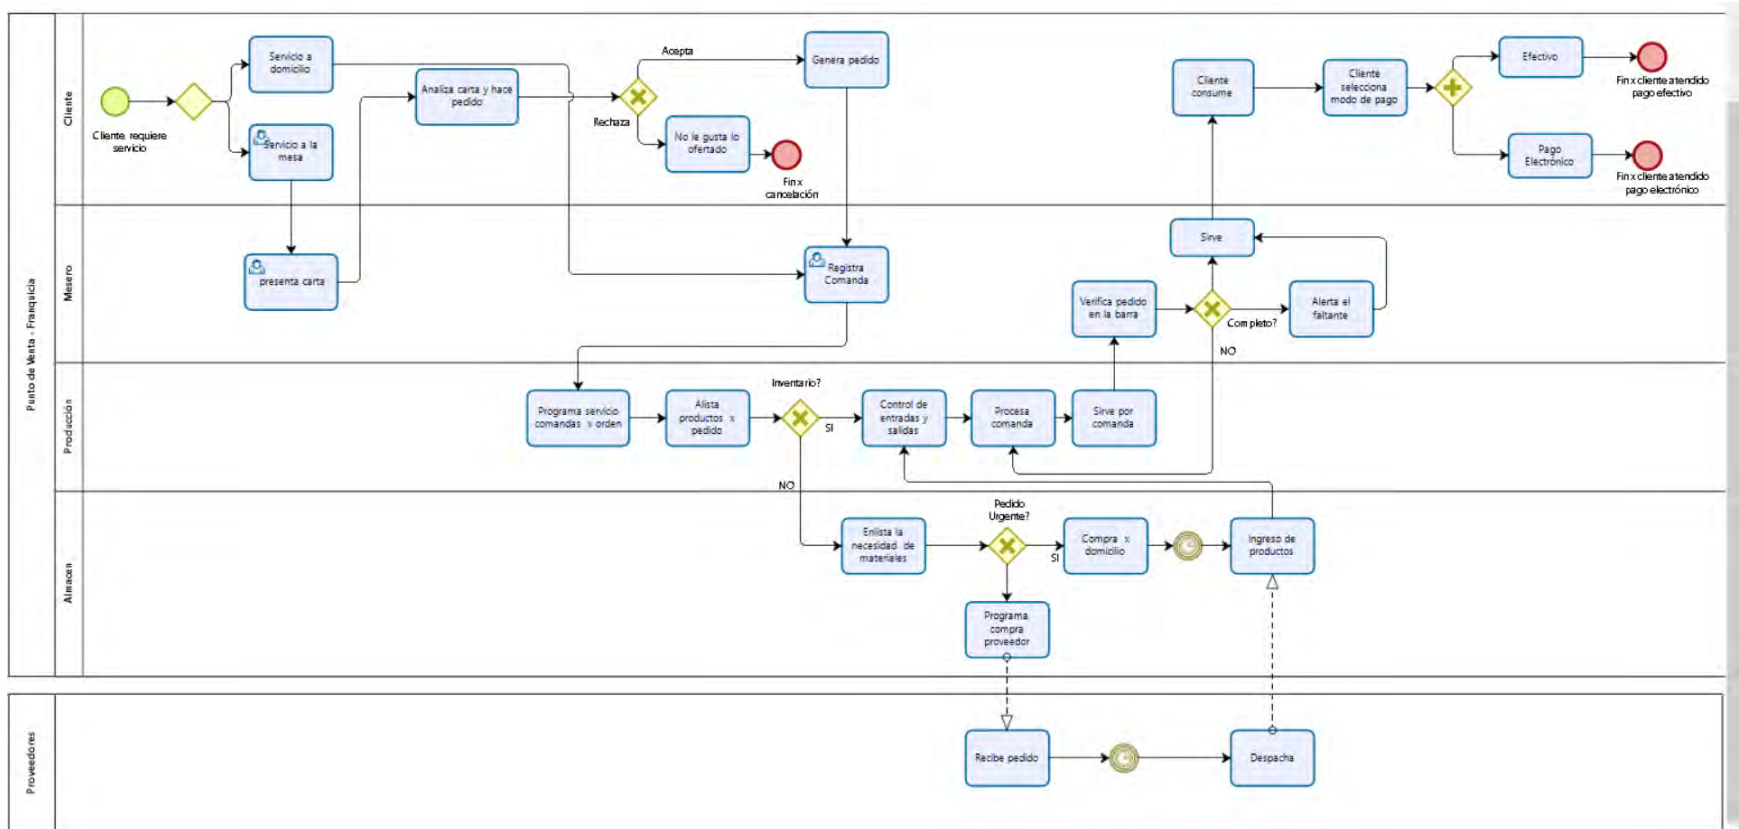 Punto de Venta - Franquicia
Cliente
Cliente requiere
servicio
Servicio a
domicilio
Servicio a la
mesa
Analiza carta y hace
pedido
Acepta
Rechaza
Genera pedido
No le gusta lo
ofertado
Fin x
cancelación
Cliente
consume
Cliente
selecciona
modo de pago
Efectivo
Fin x cliente atendido
pago efectivo
Pago
Electrónico
Fin x cliente atendido
pago electrónico
Mesero
presenta carta
Registra
Comanda
Sirve
Verifica pedido
en la barra
Completo?
NO
Alerta el
faltante
Producción
Programa servicio
comandas x orden
Alista
productos x
pedido
Inventario?
SI
NO
Control de
entradas y
salidas
Procesa
comanda
Sirve por
comanda
Almacen
Enlista la
necesidad de
materiales
Pedido
Urgente?
SI
Compra x
domicilio
Ingreso de
productos
Programa
compra
proveedor
Proveedores
Recibe pedido
Despacha